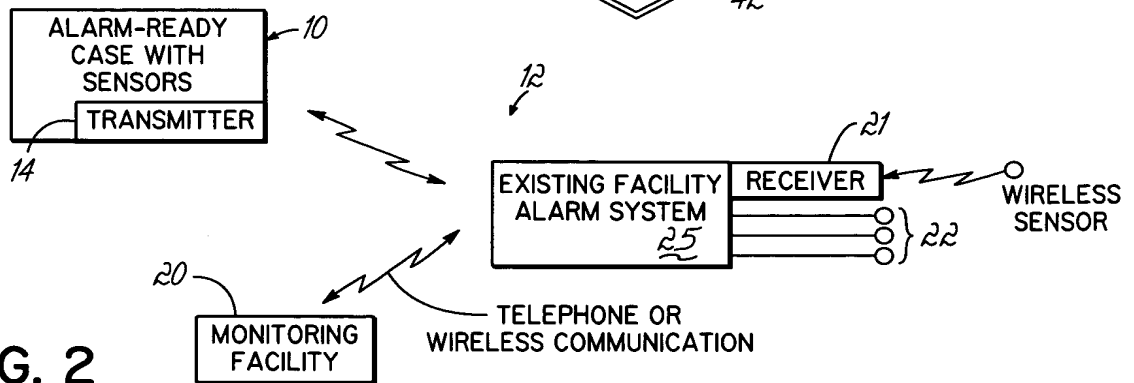 42
ALARM-READY
CASE WITH
SENSORS
TRANSMITTER
10
14
12
21
EXISTING FACILITY
ALARM SYSTEM
25
RECEIVER
WIRELESS
SENSOR
22
20
MONITORING
FACILITY
TELEPHONE OR
WIRELESS COMMUNICATION
G. 2